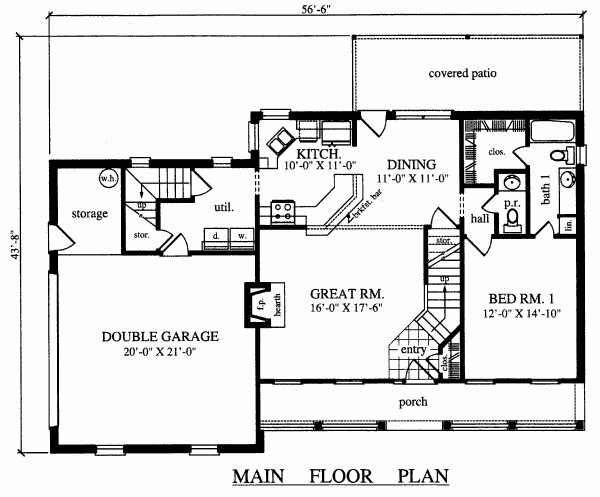 56'-6"
covered patio
KITCH.
10'-0" X 11'-0"
DINING
11'-0" X 11'-0"
clos.
bath 1
w.h.
up
storage
util.
brkfst. bar
p.r.
hall
lin.
stor.
d.
w.
stor.
43'-8"
up
GREAT RM.
16'-0" X 17'-6"
BED RM. 1
12'-0" X 14'-10"
f.p.
hearth
DOUBLE GARAGE
20'-0" X 21'-0"
entry
clos.
porch
MAIN FLOOR PLAN